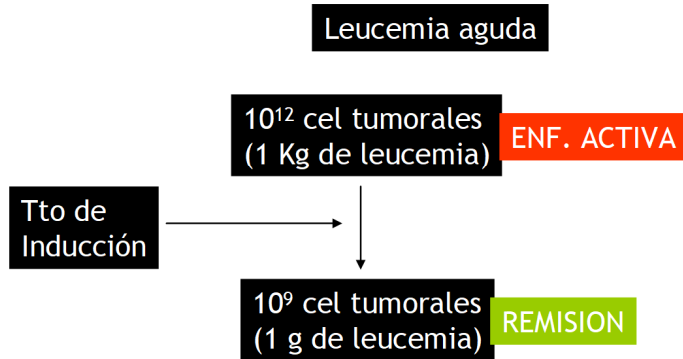 Leucemia aguda
10¹² cel tumorales
(1 Kg de leucemia)
ENF. ACTIVA
Tto de
Inducción
10⁹ cel tumorales
(1 g de leucemia)
REMISION